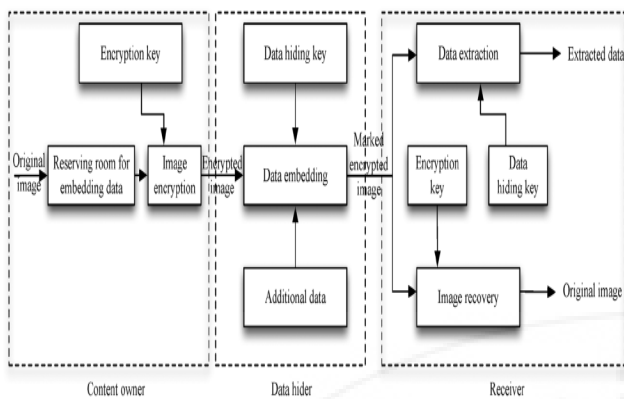 Encryption key
Data hiding key
Data extraction
Extracted data
Original
image
Reserving room for
embedding data
Image
encryption
Encrypted
image
Data embedding
Marked
encrypted
image
Encryption
key
Data
hiding key
Additional data
Image recovery
Original image
Content owner
Data hider
Receiver